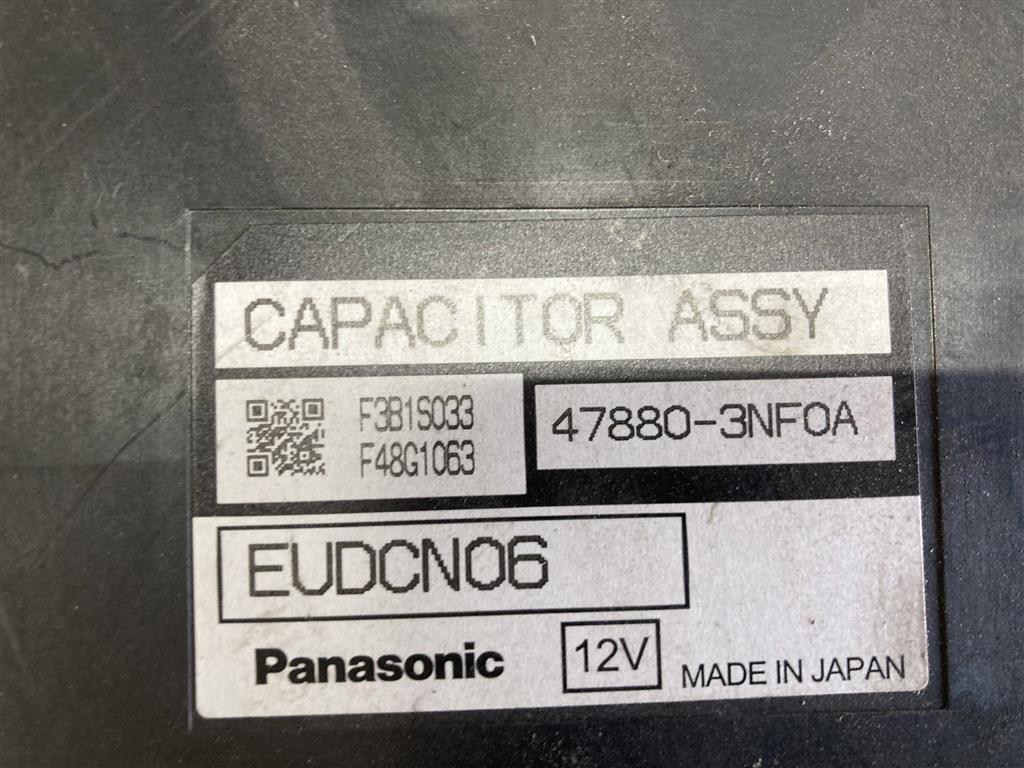 CAPACITOR ASSY
F3B1S033
F48G1063
47880-3NF0A
EUDCN06
Panasonic
12V
MADE IN JAPAN